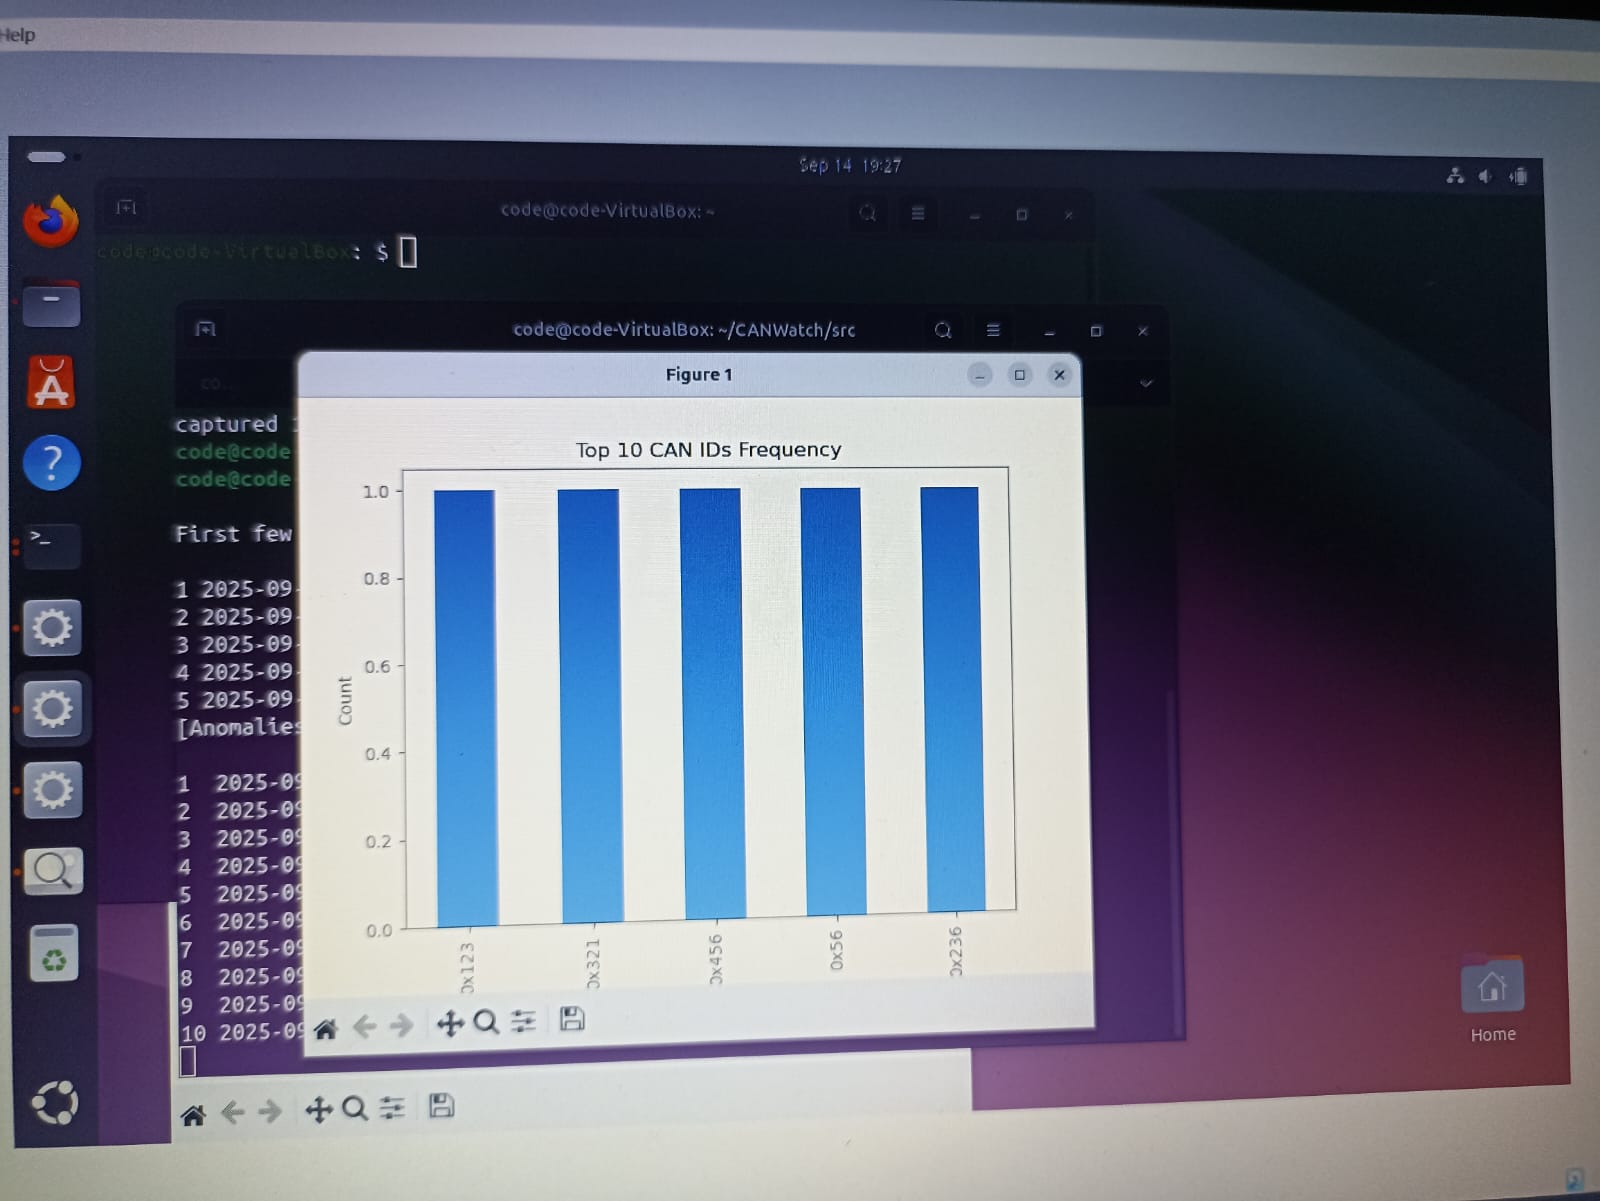 Help
Sep 14 19:27
code@code-VirtualBox: ~
code@code-VirtualBox: $
code@code-VirtualBox: ~/CANWatch/src
Figure 1
captured
code@code
code@code
First few
1 2025-09-
2 2025-09-
3 2025-09-
4 2025-09-
5 2025-09-
[Anomalies
1 2025-09
2 2025-09
3 2025-09
4 2025-09
5 2025-09
6 2025-09
7 2025-09
8 2025-09
9 2025-09
10 2025-09
Top 10 CAN IDs Frequency
Count
1.0
0.8
0.6
0.4
0.2
0.0
0x123
0x321
0x456
0x56
0x236
Home